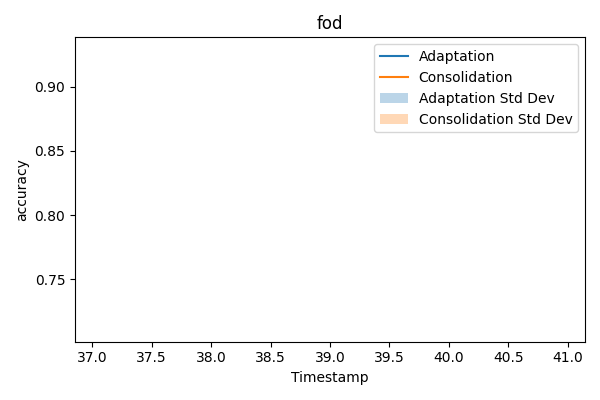 fod
Adaptation
Consolidation
Adaptation Std Dev
Consolidation Std Dev
accuracy
0.90
0.85
0.80
0.75
37.0 37.5 38.0 38.5 39.0 39.5 40.0 40.5 41.0
Timestamp